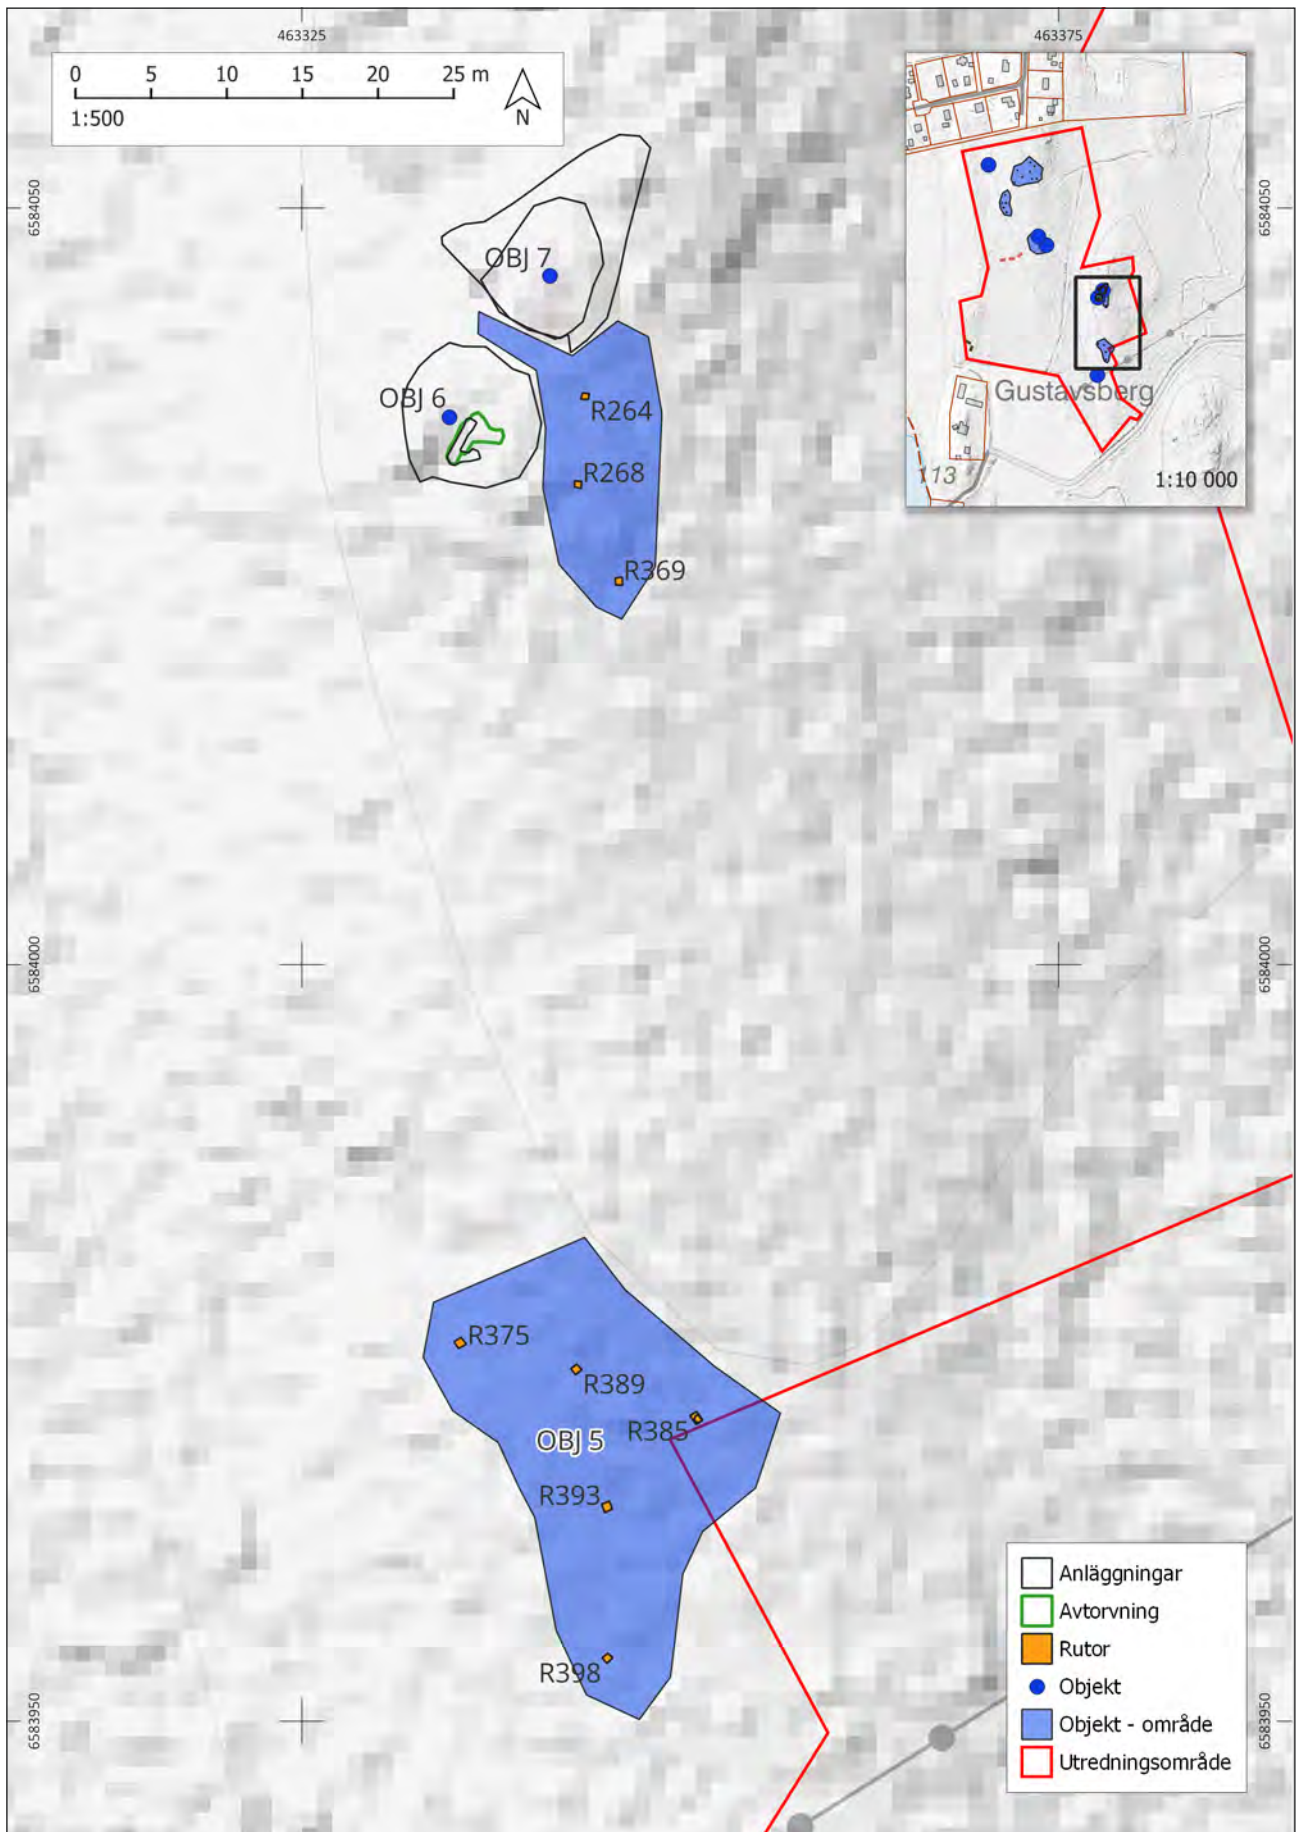 463325
463375
0 5 10 15 20 25 m
1:500
N
6584050
6584050
OBJ 7
OBJ 6
R264
R268
R369
Gustavsberg
113
1:10 000
6584000
6584000
R375
R389
R385
OBJ 5
R393
R398
6583950
6583950
Anläggningar
Avtorvning
Rutor
Objekt
Objekt - område
Utredningsområde